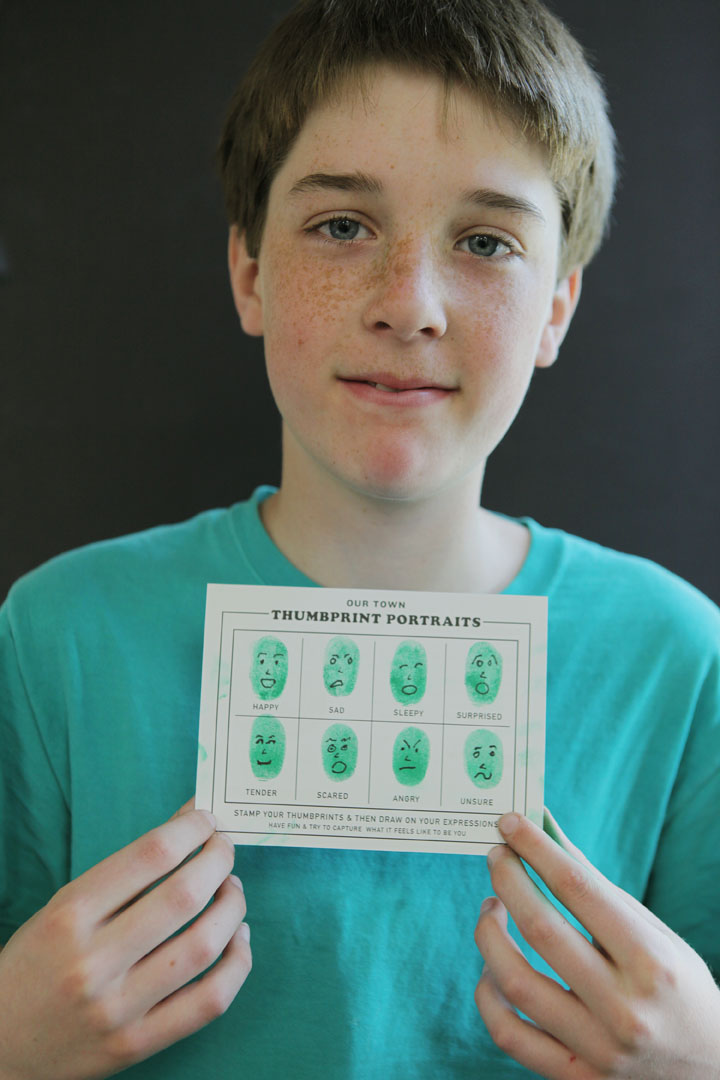 OUR TOWN
THUMBPRINT PORTRAITS
HAPPY SAD SLEEPY SURPRISED
TENDER SCARED ANGRY UNSURE
STAMP YOUR THUMBPRINTS & THEN DRAW ON YOUR EXPRESSIONS
HAVE FUN & TRY TO CAPTURE WHAT IT FEELS LIKE TO BE YOU